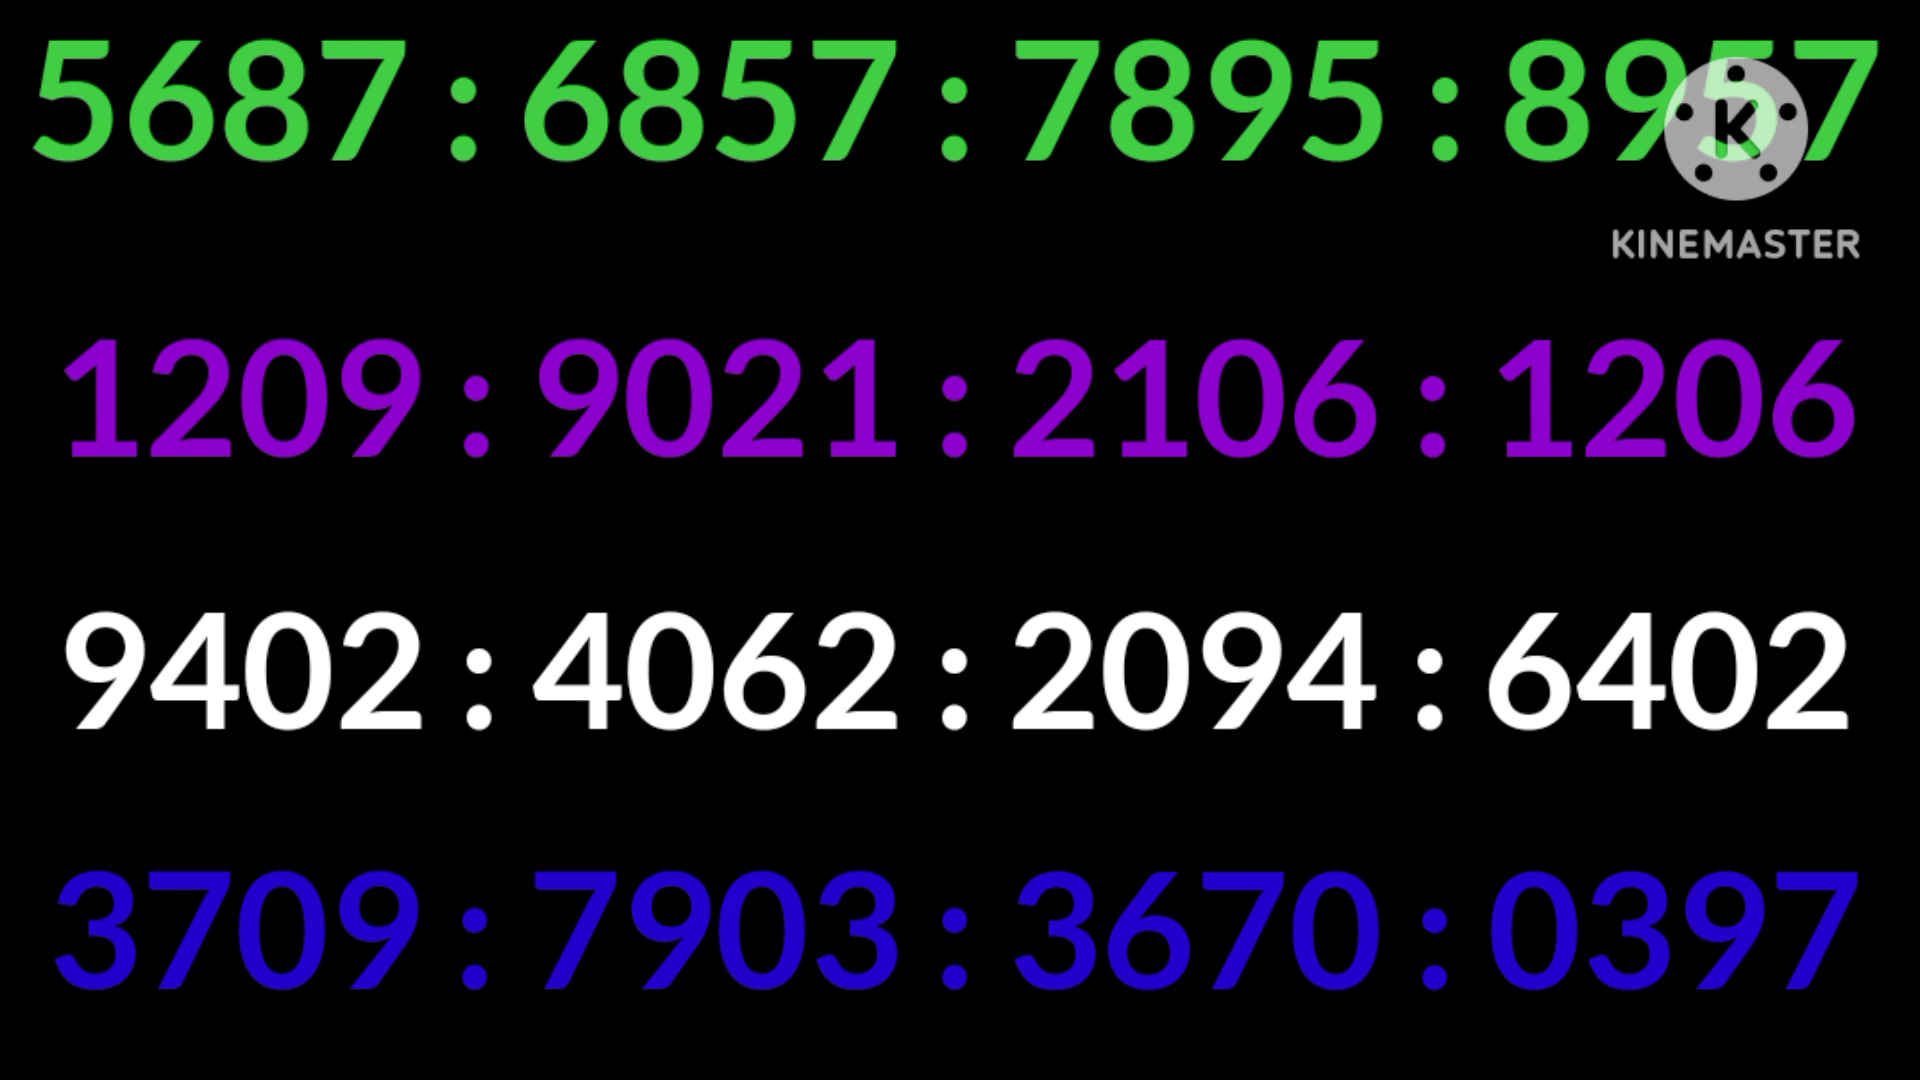 5687 : 6857 : 7895 : 8957
KINEMASTER
1209 : 9021 : 2106 : 1206
9402 : 4062 : 2094 : 6402
3709 : 7903 : 3670 : 0397